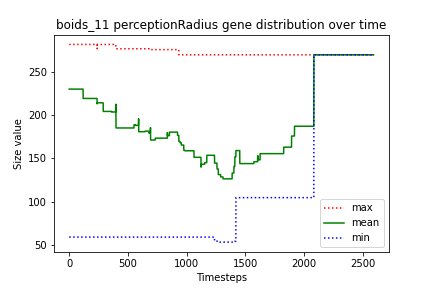 boids_11 perceptionRadius gene distribution over time
Size value
250
200
150
100
50
0
500
1000
1500
2000
2500
Timesteps
max
mean
min